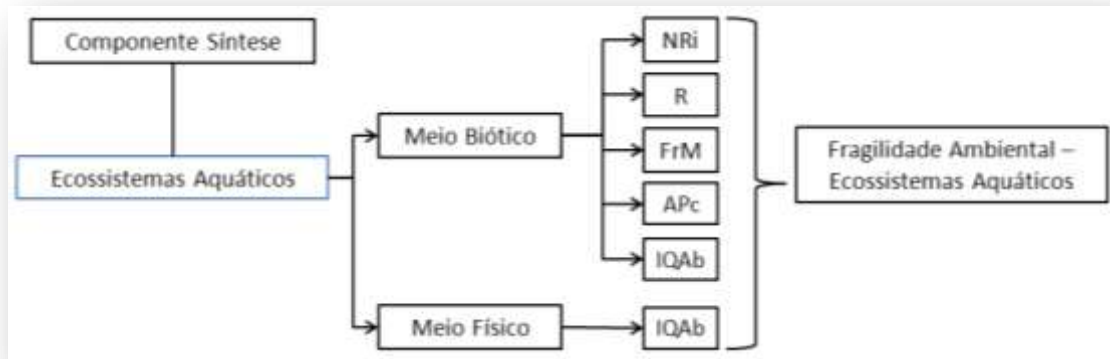 Componente Síntese
Ecossistemas Aquáticos
Meio Biótico
Meio Físico
NRi
R
FrM
APc
IQAb
IQAb
Fragilidade Ambiental –
Ecossistemas Aquáticos